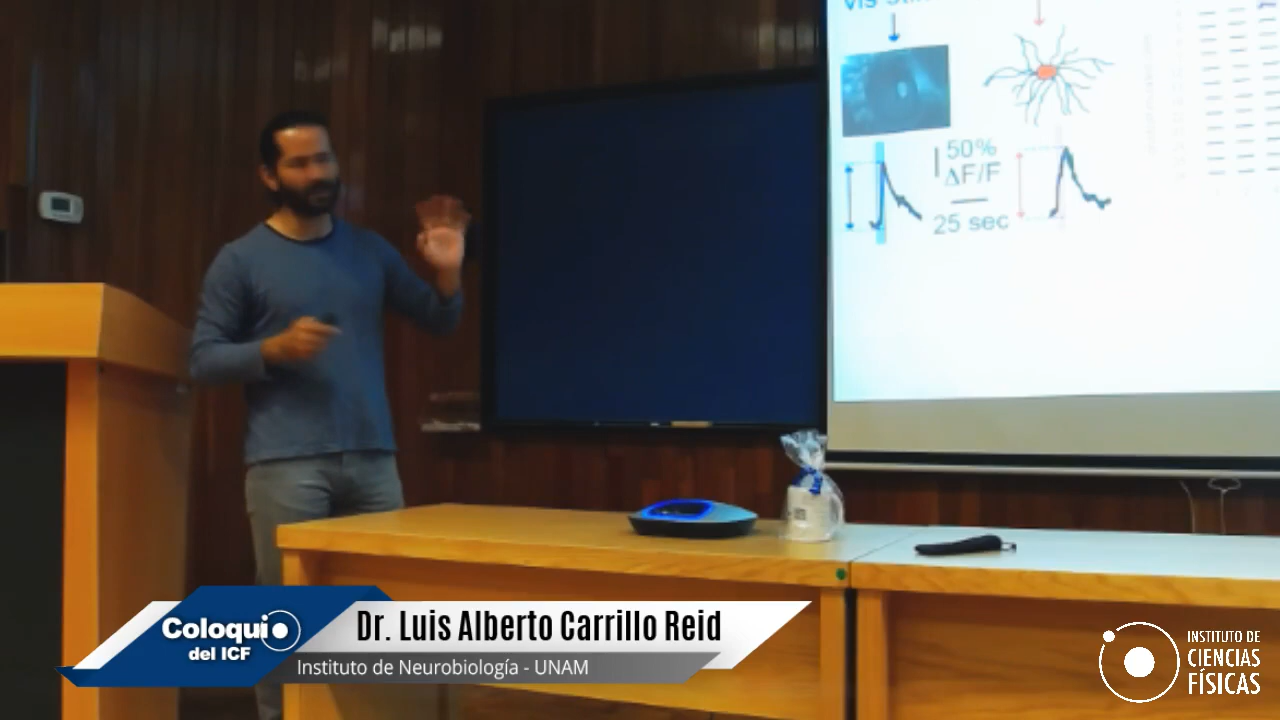 50%
ΔF/F
25 sec
Coloquio
del ICF
Dr. Luis Alberto Carrillo Reid
Instituto de Neurobiología - UNAM
INSTITUTO DE
CIENCIAS
FÍSICAS